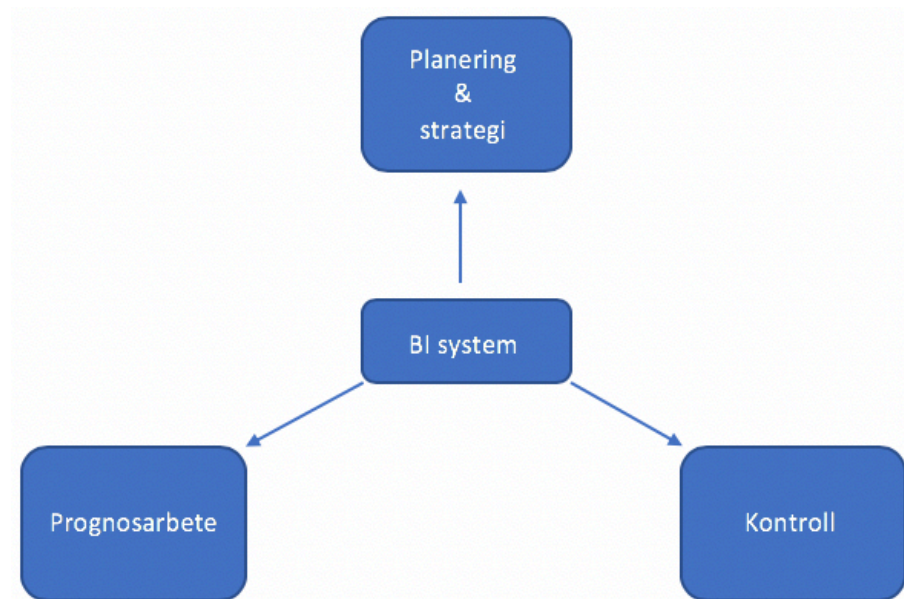 Planering
&
strategi
BI system
Prognosarbete
Kontroll